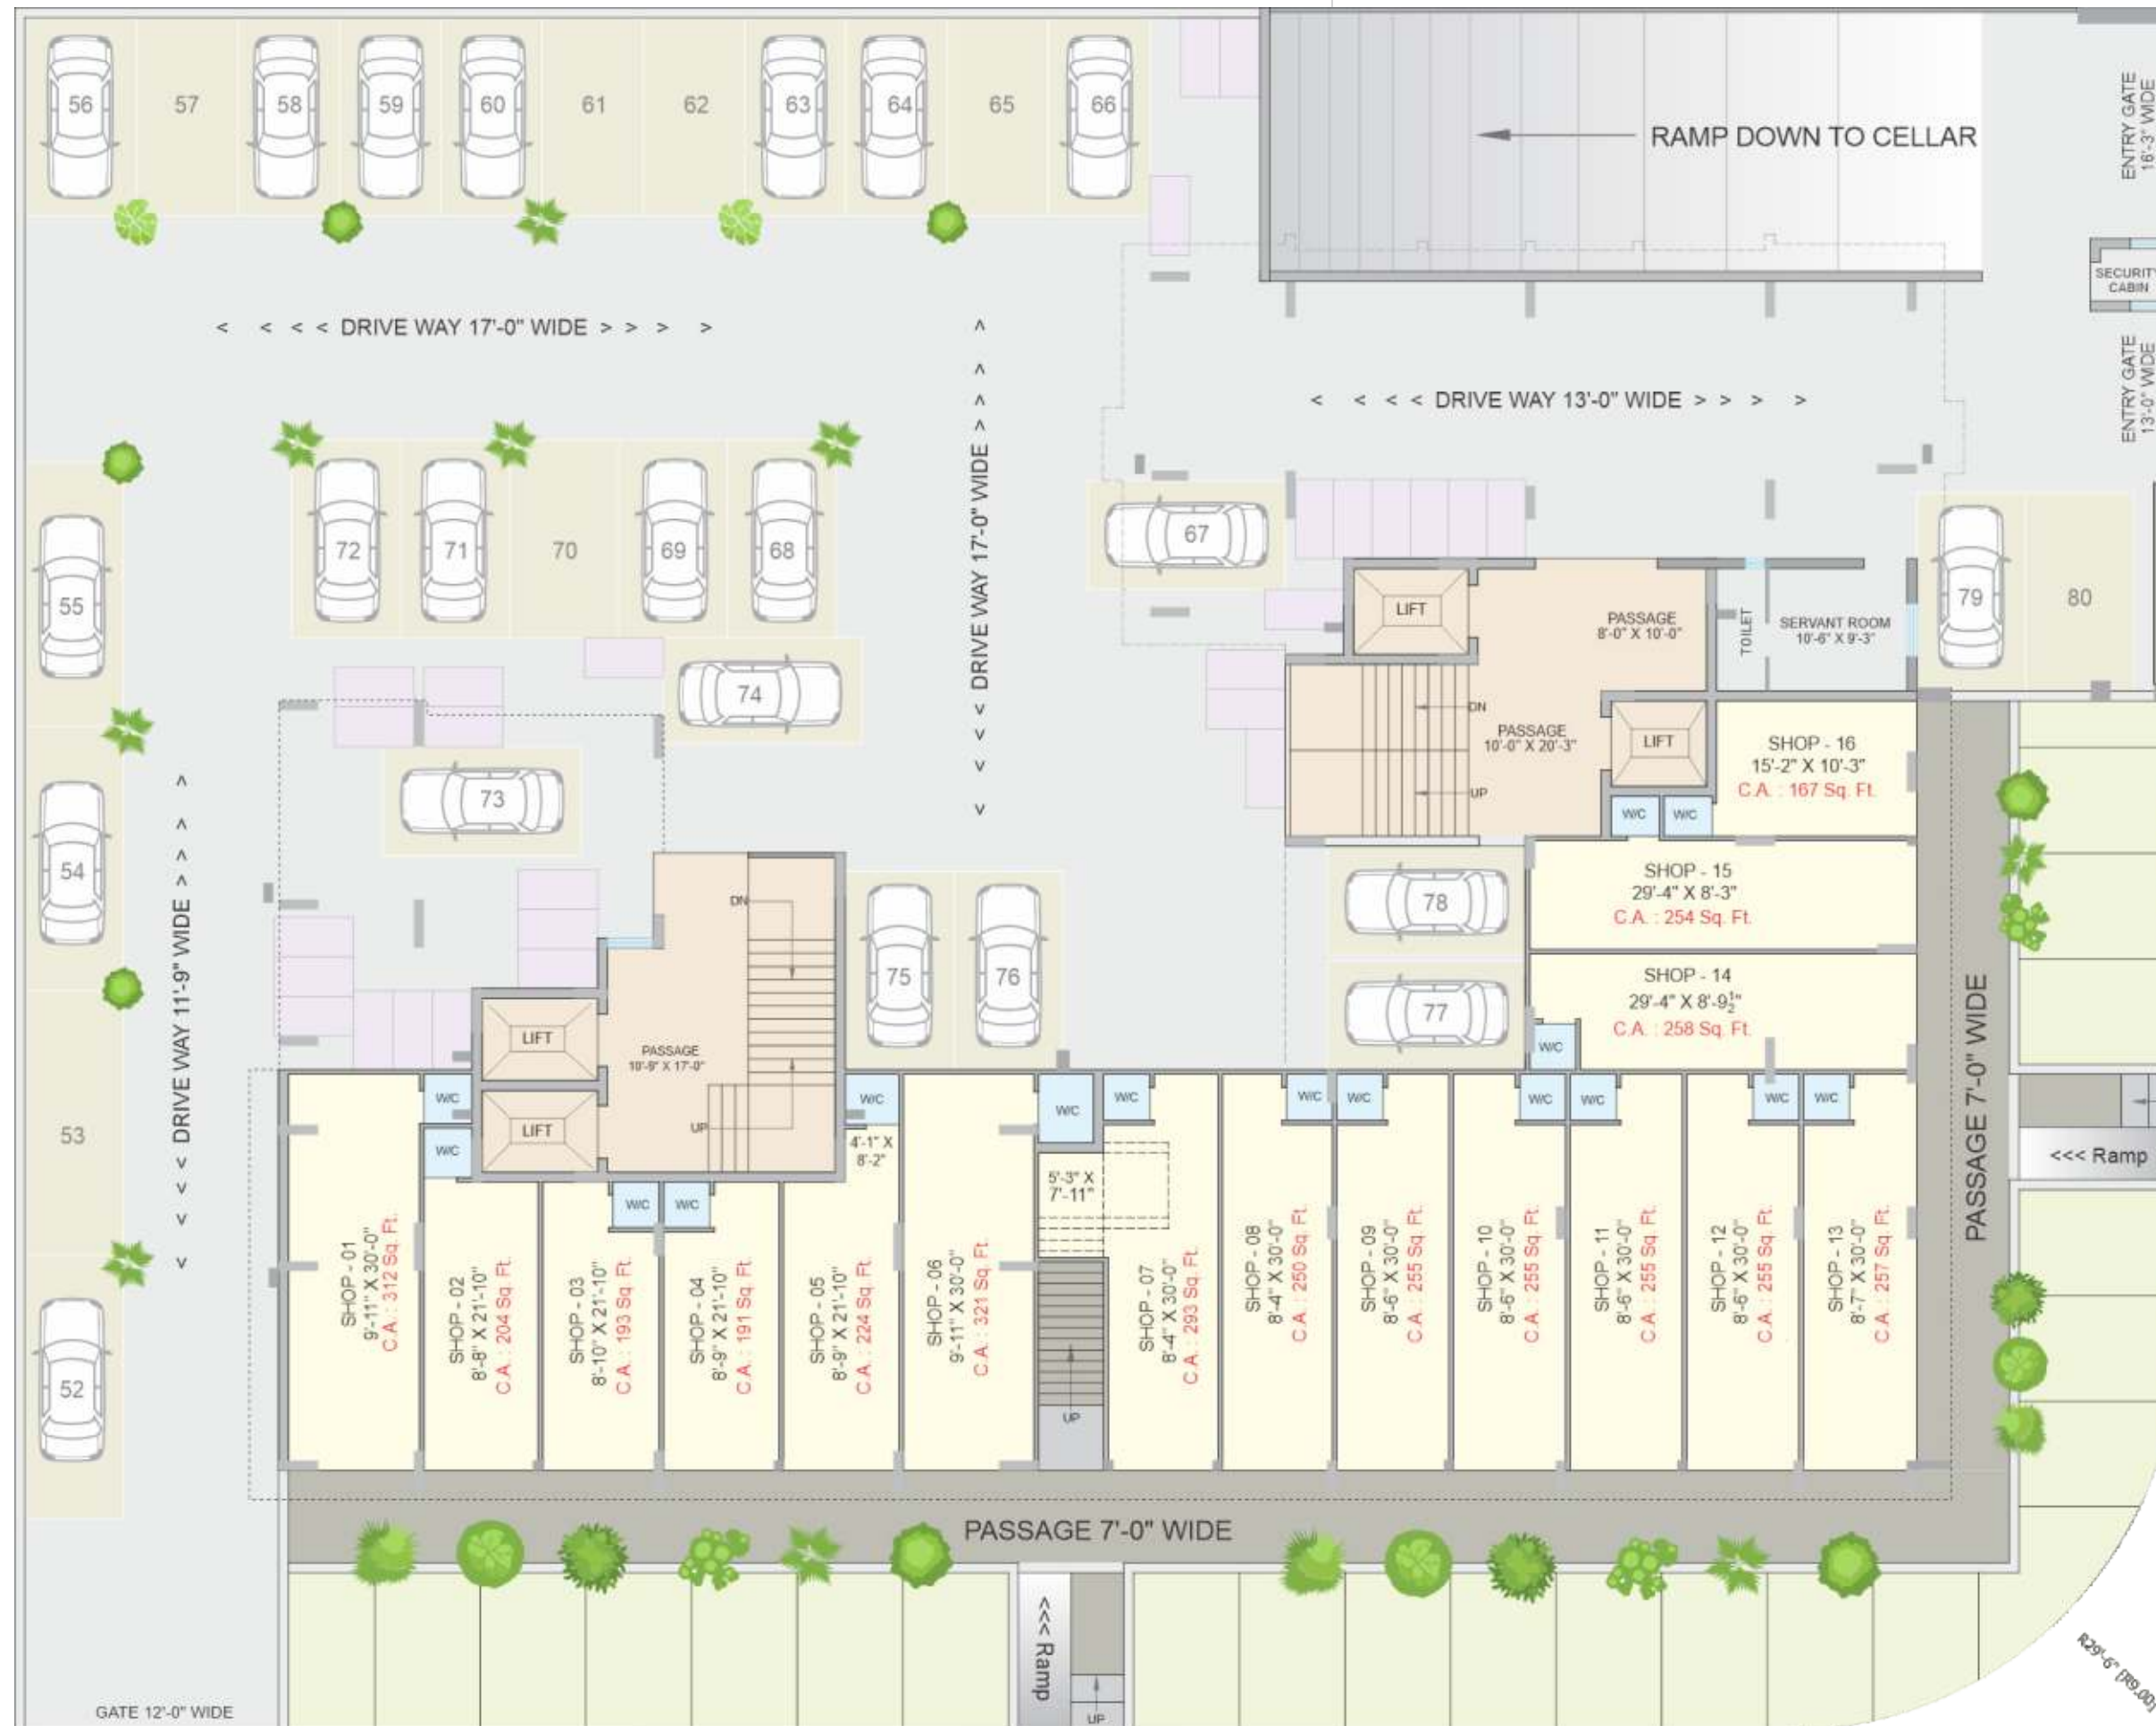 56
57
58
59
60
61
62
63
64
65
66
RAMP DOWN TO CELLAR
ENTRY GATE
16'-3" WIDE
SECURITY
CABIN
ENTRY GATE
13'-0" WIDE
< < < < DRIVE WAY 17'-0" WIDE > > > >
< < < < DRIVE WAY 17'-0" WIDE > > > > >
< < < < DRIVE WAY 13'-0" WIDE > > > >
55
72
71
70
69
68
67
79
80
LIFT
PASSAGE
8'-0" X 10'-0"
TOILET
SERVANT ROOM
10'-6" X 9'-3"
74
73
DN
UP
PASSAGE
10'-0" X 20'-3"
LIFT
SHOP - 16
15'-2" X 10'-3"
C.A. : 167 Sq. Ft.
W/C
W/C
54
< < < < DRIVE WAY 11'-9" WIDE > > > >
DN
75
76
78
77
SHOP - 15
29'-4" X 8'-3"
C.A. : 254 Sq. Ft.
SHOP - 14
29'-4" X 8'-9½"
C.A. : 258 Sq. Ft.
W/C
PASSAGE 7'-0" WIDE
LIFT
LIFT
PASSAGE
10'-9" X 17'-0"
UP
53
W/C
W/C
W/C
4'-1" X
8'-2"
W/C
W/C
W/C
W/C
W/C
W/C
W/C
W/C
W/C
W/C
5'-3" X
7'-11"
<<< Ramp
52
SHOP - 01
9'-11" X 30'-0"
C.A. : 312 Sq. Ft.
SHOP - 02
8'-8" X 21'-10"
C.A. : 204 Sq. Ft.
SHOP - 03
8'-10" X 21'-10"
C.A. : 193 Sq. Ft.
SHOP - 04
8'-9" X 21'-10"
C.A. : 191 Sq. Ft.
SHOP - 05
8'-9" X 21'-10"
C.A. : 224 Sq. Ft.
SHOP - 06
9'-11" X 30'-0"
C.A. : 321 Sq. Ft.
UP
SHOP - 07
8'-4" X 30'-0"
C.A. : 293 Sq. Ft.
SHOP - 08
8'-4" X 30'-0"
C.A. : 250 Sq. Ft.
SHOP - 09
8'-6" X 30'-0"
C.A. : 255 Sq. Ft.
SHOP - 10
8'-6" X 30'-0"
C.A. : 255 Sq. Ft.
SHOP - 11
8'-6" X 30'-0"
C.A. : 255 Sq. Ft.
SHOP - 12
8'-6" X 30'-0"
C.A. : 255 Sq. Ft.
SHOP - 13
8'-7" X 30'-0"
C.A. : 257 Sq. Ft.
PASSAGE 7'-0" WIDE
<<< Ramp
UP
GATE 12'-0" WIDE
R29'-6" [R9.00]